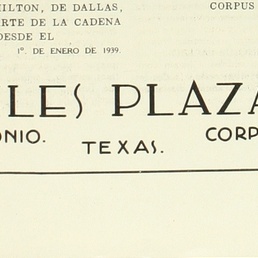 ILTON, DE DALLAS,
RTE DE LA CADENA
DESDE EL
1º. DE ENERO DE 1939.
CORPUS
LES PLAZA
ONIO.
TEXAS.
CORP